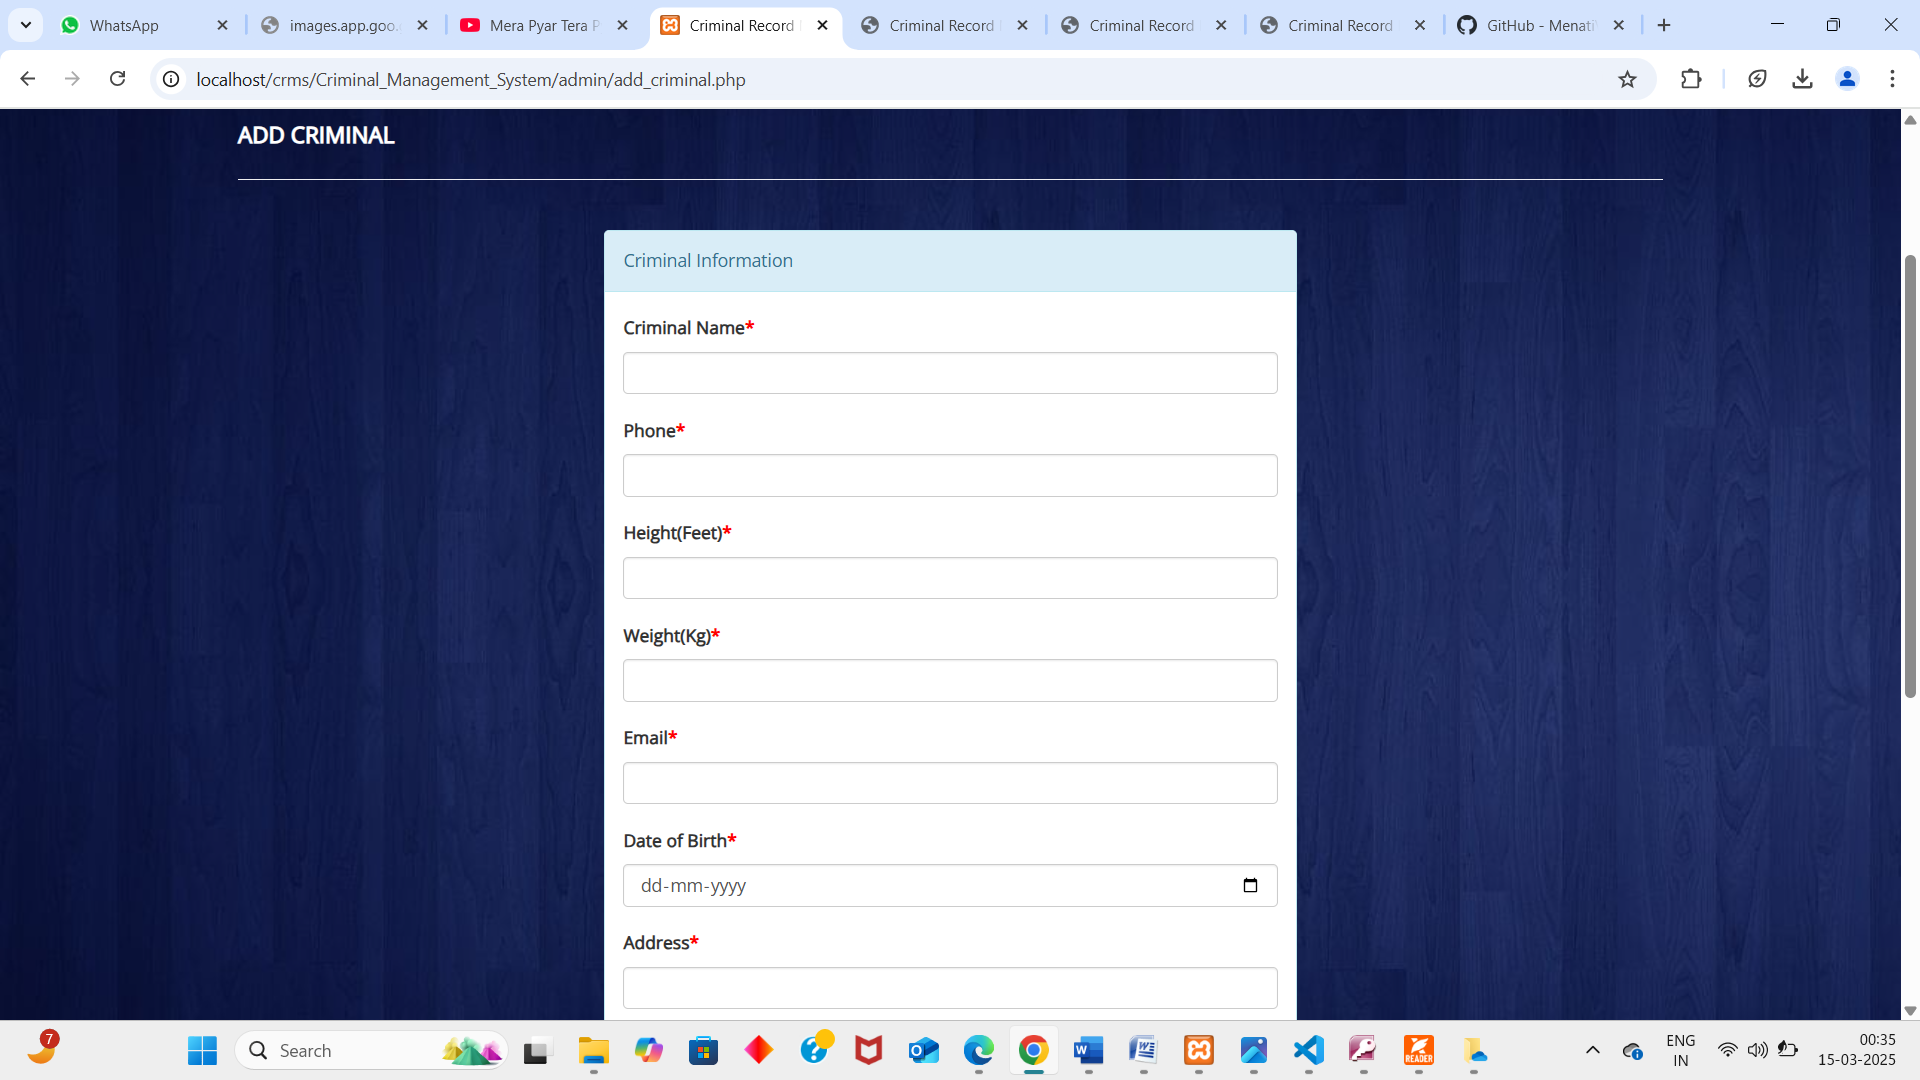 WhatsApp
images.app.goo.
Mera Pyar Tera P
Criminal Record
Criminal Record
Criminal Record
Criminal Record
GitHub - Menati
localhost/crms/Criminal_Management_System/admin/add_criminal.php
ADD CRIMINAL
Criminal Information
Criminal Name*
Phone*
Height(Feet)*
Weight(Kg)*
Email*
Date of Birth*
dd-mm-yyyy
Address*
7
Search
READER
ENG
IN
00:35
15-03-2025